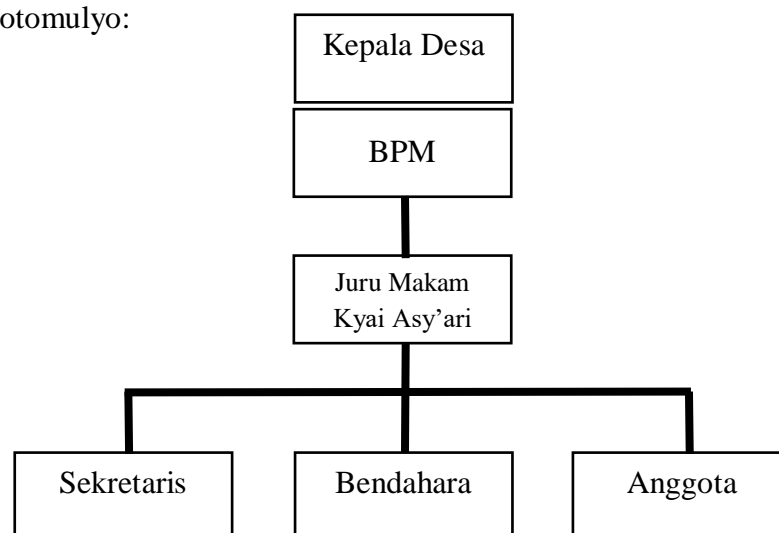 otomulyo:
Kepala Desa
BPM
Juru Makam
Kyai Asy’ari
Sekretaris
Bendahara
Anggota